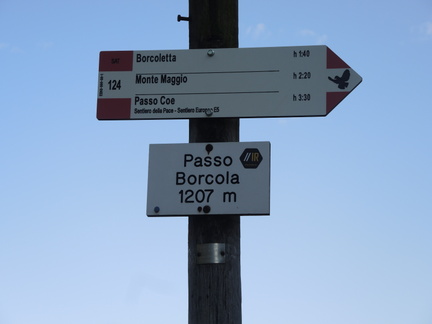 Borcoletta h 1:40
124
Monte Maggio h 2:20
Passo Coe h 3:30
Sentiero della Pace - Sentiero Europeo E5
Passo
Borcola
1207 m